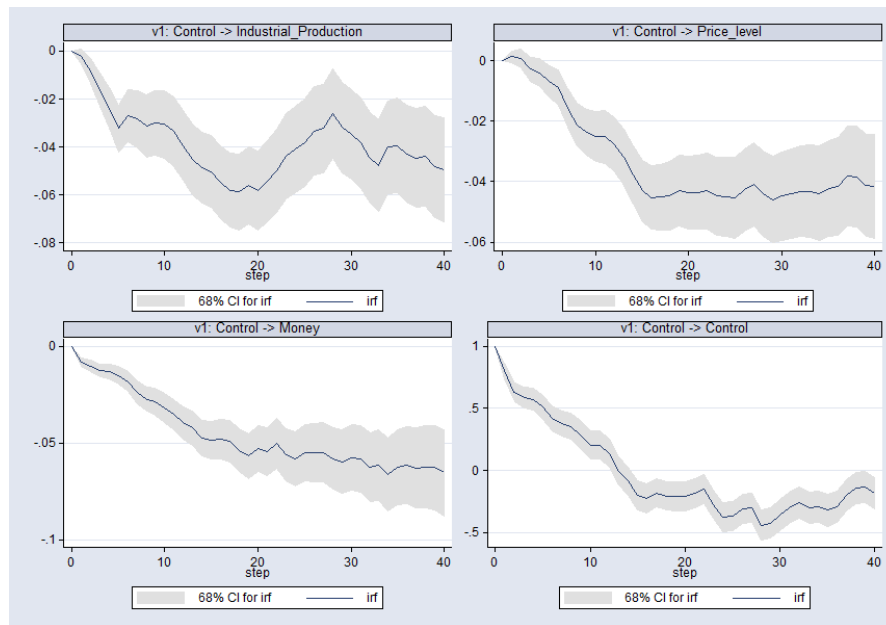 v1: Control -> Industrial_Production
0
-.02
-.04
-.06
-.08
0 10 20 30 40
step
68% CI for irf irf
v1: Control -> Price_level
0
-.02
-.04
-.06
0 10 20 30 40
step
68% CI for irf irf
v1: Control -> Money
0
-.05
-.1
0 10 20 30 40
step
68% CI for irf irf
v1: Control -> Control
1
.5
0
-.5
0 10 20 30 40
step
68% CI for irf irf